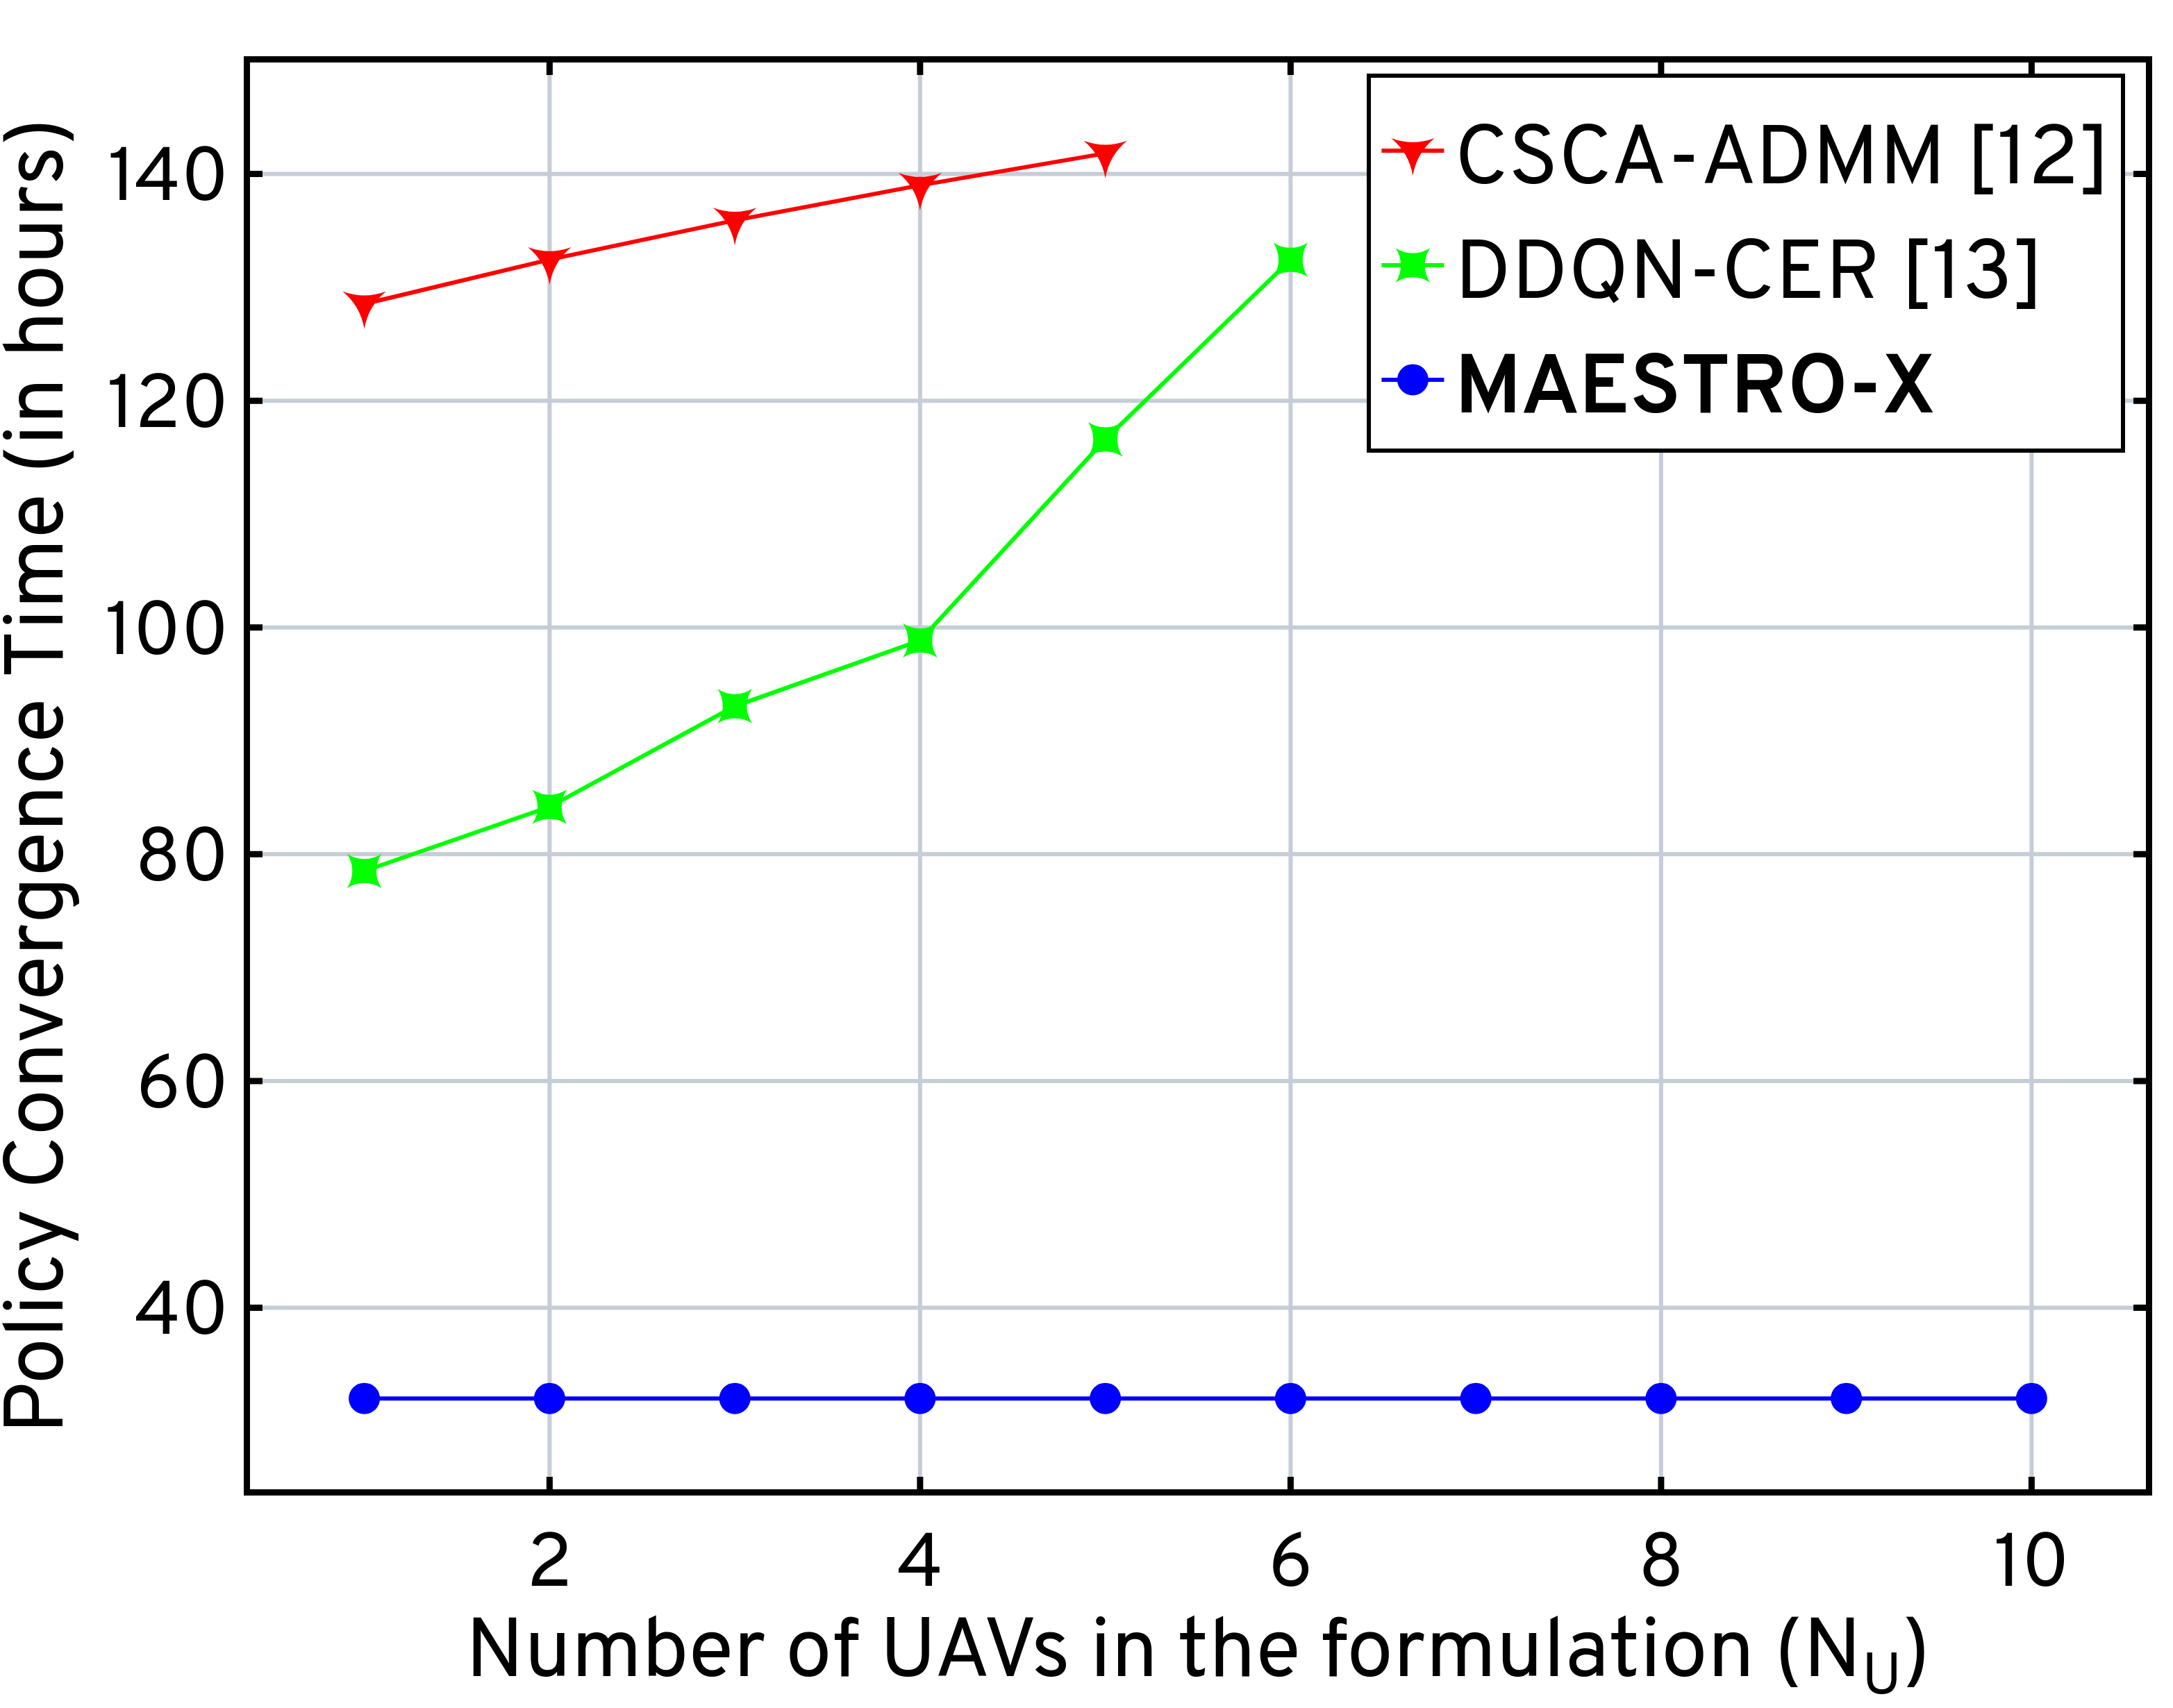 Policy Convergence Time (in hours)
140
120
100
80
60
40
CSCA-ADMM [12]
DDQN-CER [13]
MAESTRO-X
2 4 6 8 10
Number of UAVs in the formulation (N_U)